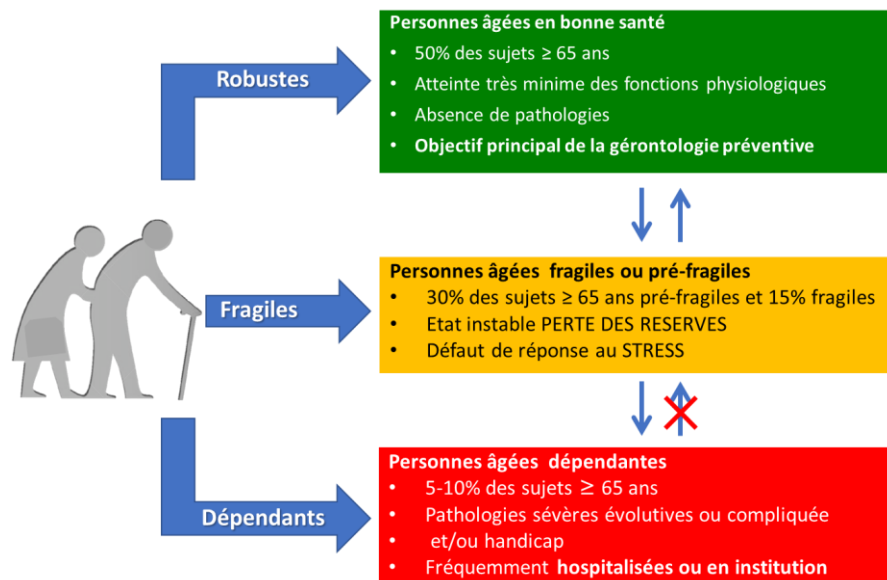 Personnes âgées en bonne santé
• 50% des sujets ≥ 65 ans
• Atteinte très minime des fonctions physiologiques
• Absence de pathologies
• Objectif principal de la gérontologie préventive
Robustes
Personnes âgées fragiles ou pré-fragiles
• 30% des sujets ≥ 65 ans pré-fragiles et 15% fragiles
• Etat instable PERTE DES RESERVES
• Défaut de réponse au STRESS
Fragiles
Personnes âgées dépendantes
• 5-10% des sujets ≥ 65 ans
• Pathologies sévères évolutives ou compliquée
• et/ou handicap
• Fréquemment hospitalisées ou en institution
Dépendants